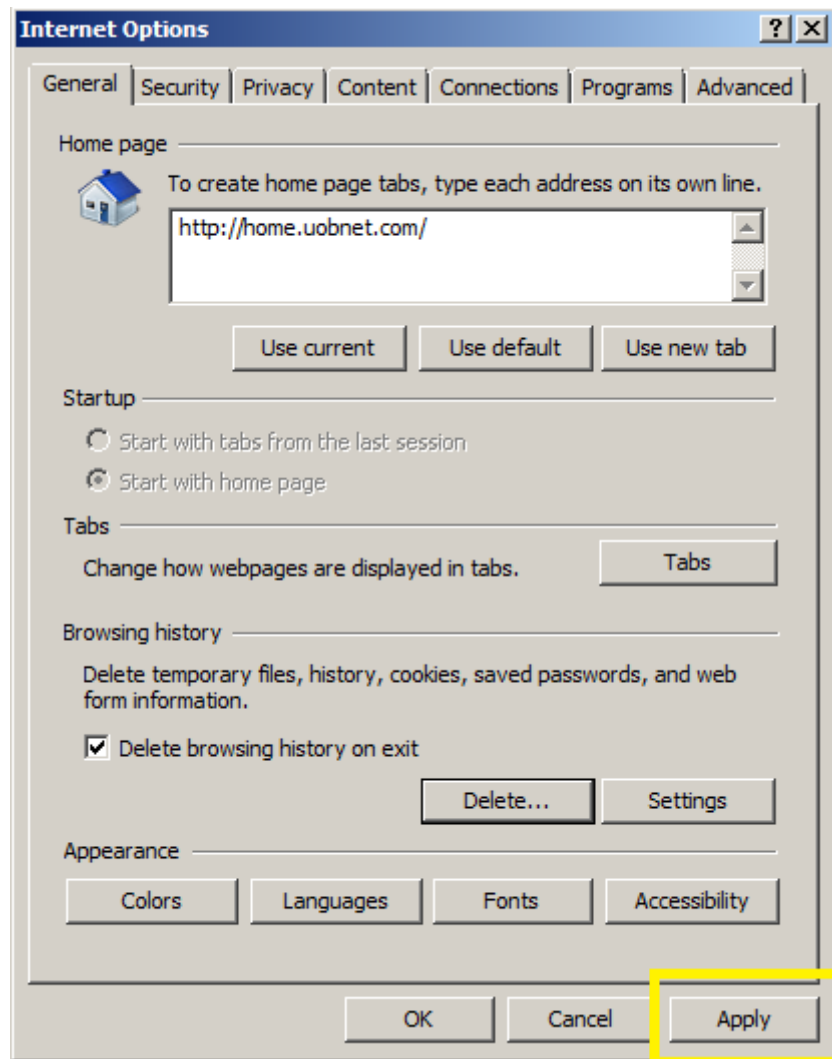 Internet Options
General Security Privacy Content Connections Programs Advanced
Home page
To create home page tabs, type each address on its own line.
http://home.uobnet.com/
Use current Use default Use new tab
Startup
Start with tabs from the last session
Start with home page
Tabs
Change how webpages are displayed in tabs. Tabs
Browsing history
Delete temporary files, history, cookies, saved passwords, and web
form information.
Delete browsing history on exit
Delete... Settings
Appearance
Colors Languages Fonts Accessibility
OK Cancel Apply